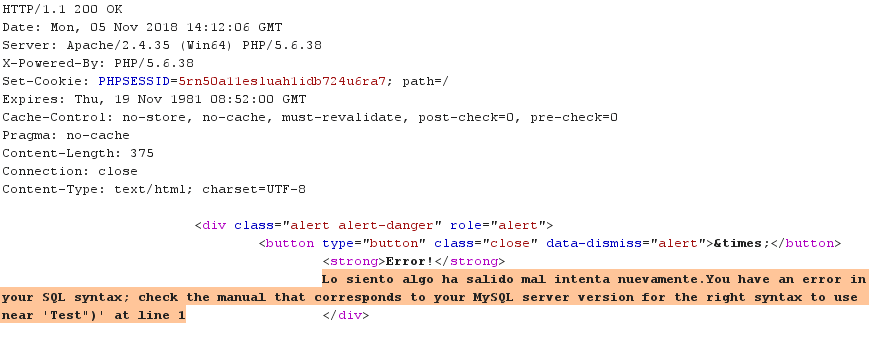 HTTP/1.1 200 OK
Date: Mon, 05 Nov 2018 14:12:06 GMT
Server: Apache/2.4.35 (Win64) PHP/5.6.38
X-Powered-By: PHP/5.6.38
Set-Cookie: PHPSESSID=5rn50a11esluah1idb724u6ra7; path=/
Expires: Thu, 19 Nov 1981 08:52:00 GMT
Cache-Control: no-store, no-cache, must-revalidate, post-check=0, pre-check=0
Pragma: no-cache
Content-Length: 375
Connection: close
Content-Type: text/html; charset=UTF-8
<div class="alert alert-danger" role="alert">
<button type="button" class="close" data-dismiss="alert">&times;</button>
<strong>Error!</strong>
Lo siento algo ha salido mal intenta nuevamente.You have an error in
your SQL syntax; check the manual that corresponds to your MySQL server version for the right syntax to use
near 'Test")' at line 1 </div>